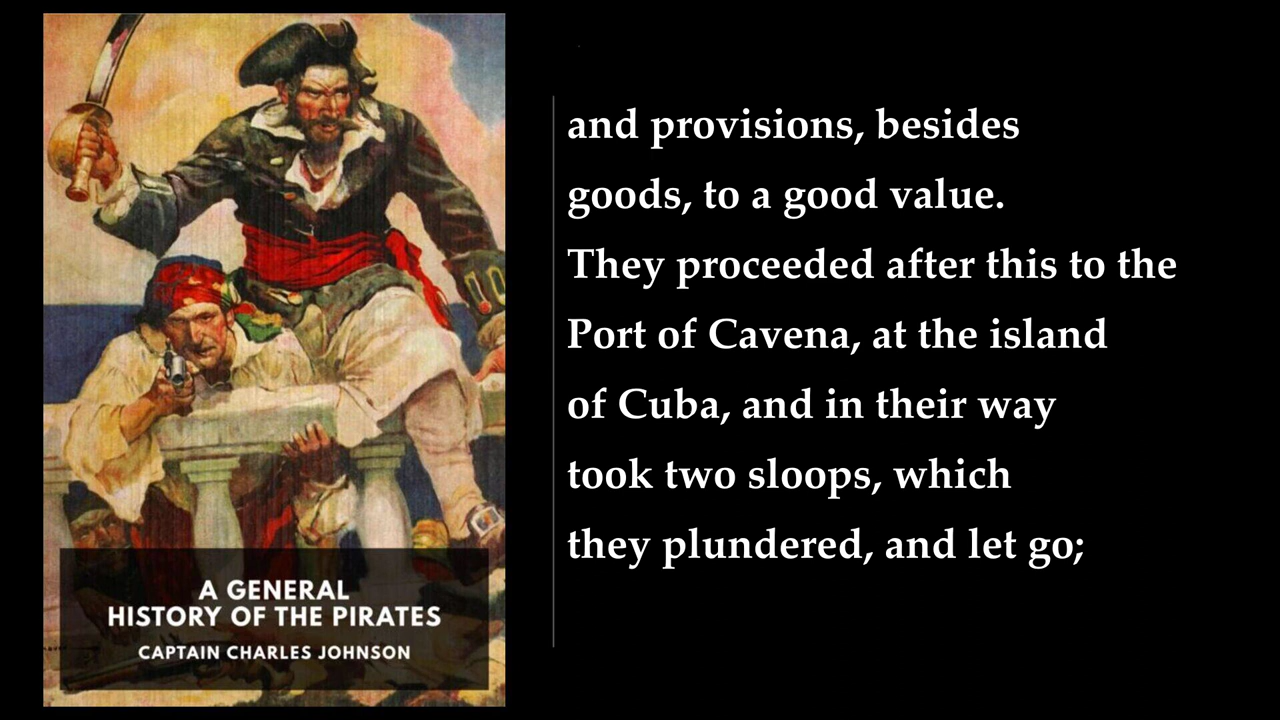 and provisions, besides
goods, to a good value.
They proceeded after this to the
Port of Cavena, at the island
of Cuba, and in their way
took two sloops, which
they plundered, and let go;
A GENERAL
HISTORY OF THE PIRATES
CAPTAIN CHARLES JOHNSON